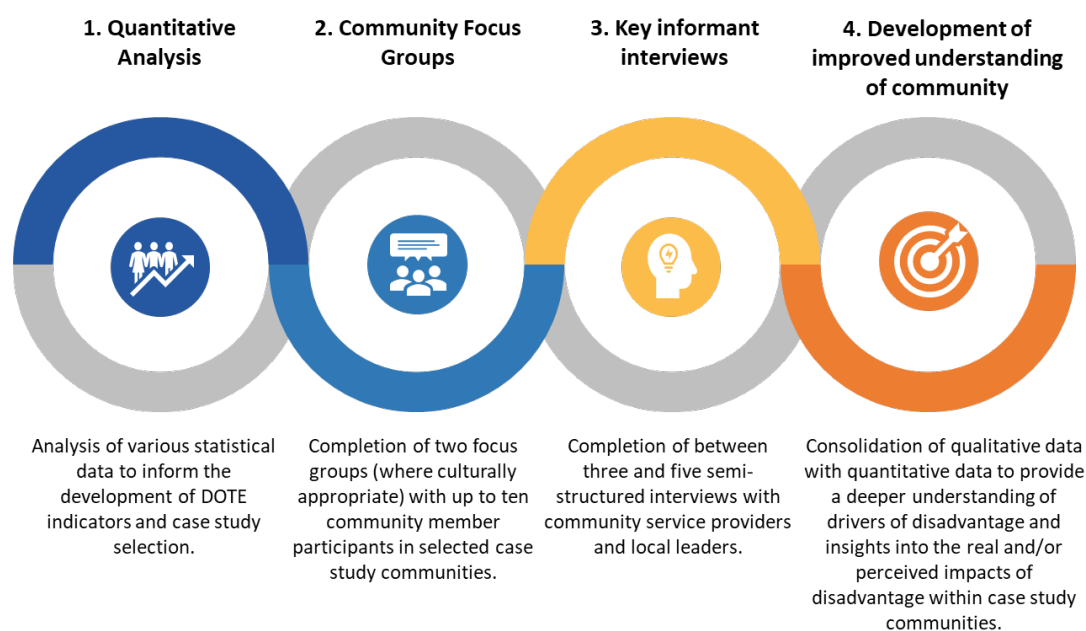 1. Quantitative
Analysis
2. Community Focus
Groups
3. Key informant
interviews
4. Development of
improved understanding
of community
Analysis of various statistical
data to inform the
development of DOTE
indicators and case study
selection.
Completion of two focus
groups (where culturally
appropriate) with up to ten
community member
participants in selected case
study communities.
Completion of between
three and five semi-
structured interviews with
community service providers
and local leaders.
Consolidation of qualitative data
with quantitative data to provide
a deeper understanding of
drivers of disadvantage and
insights into the real and/or
perceived impacts of
disadvantage within case study
communities.